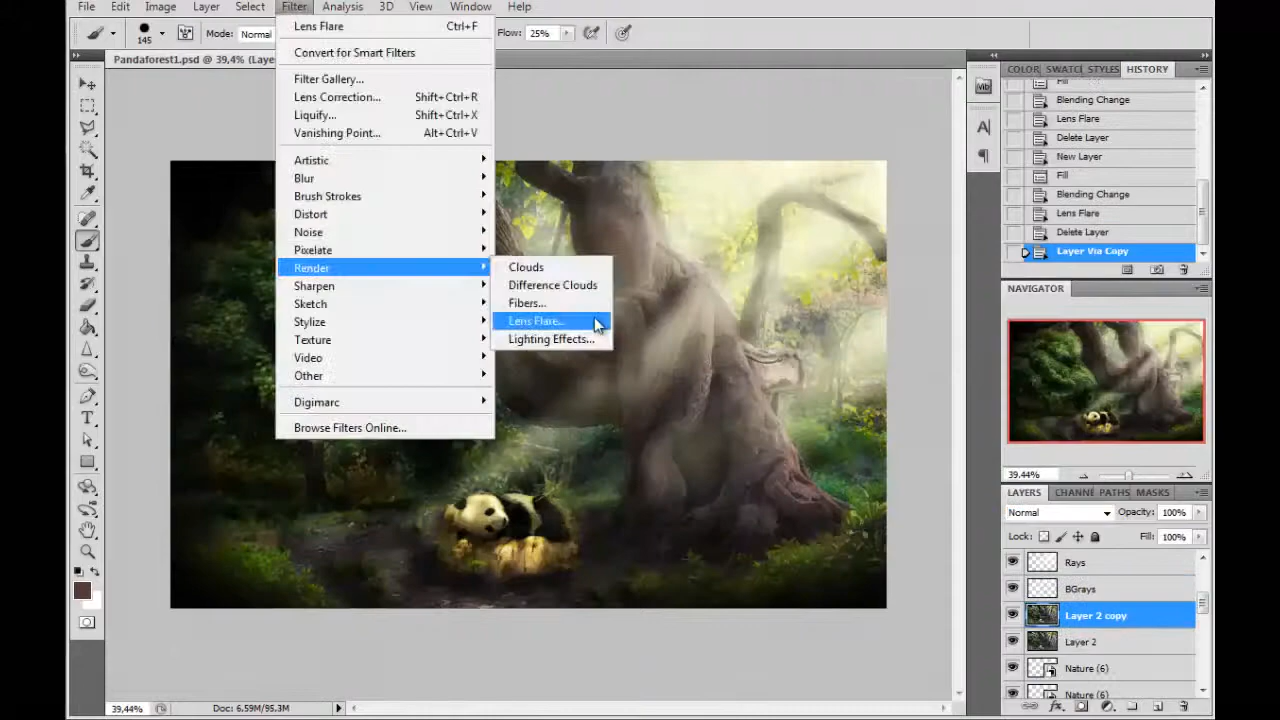 File Edit Image Layer Select Filter Analysis 3D View Window Help
145 Mode: Normal Flow: 25%
Pandaforest1.psd @ 39,4% (Laye
Lens Flare Ctrl+F
Convert for Smart Filters
Filter Gallery...
Lens Correction... Shift+Ctrl+R
Liquify... Shift+Ctrl+X
Vanishing Point... Alt+Ctrl+V
Artistic
Blur
Brush Strokes
Distort
Noise
Pixelate
Render
Sharpen
Sketch
Stylize
Texture
Video
Other
Digimarc
Browse Filters Online...
Clouds
Difference Clouds
Fibers...
Lens Flare...
Lighting Effects...
COLOR SWATC STYLES HISTORY
Fill
Blending Change
Lens Flare
Delete Layer
New Layer
Fill
Blending Change
Lens Flare
Delete Layer
Layer Via Copy
NAVIGATOR
39.44%
LAYERS CHANN PATHS MASKS
Normal Opacity: 100%
Lock: Fill: 100%
Rays
BGrays
Layer 2 copy
Layer 2
Nature (6)
Nature (6)
39,44% Doc: 6.59M/95.3M